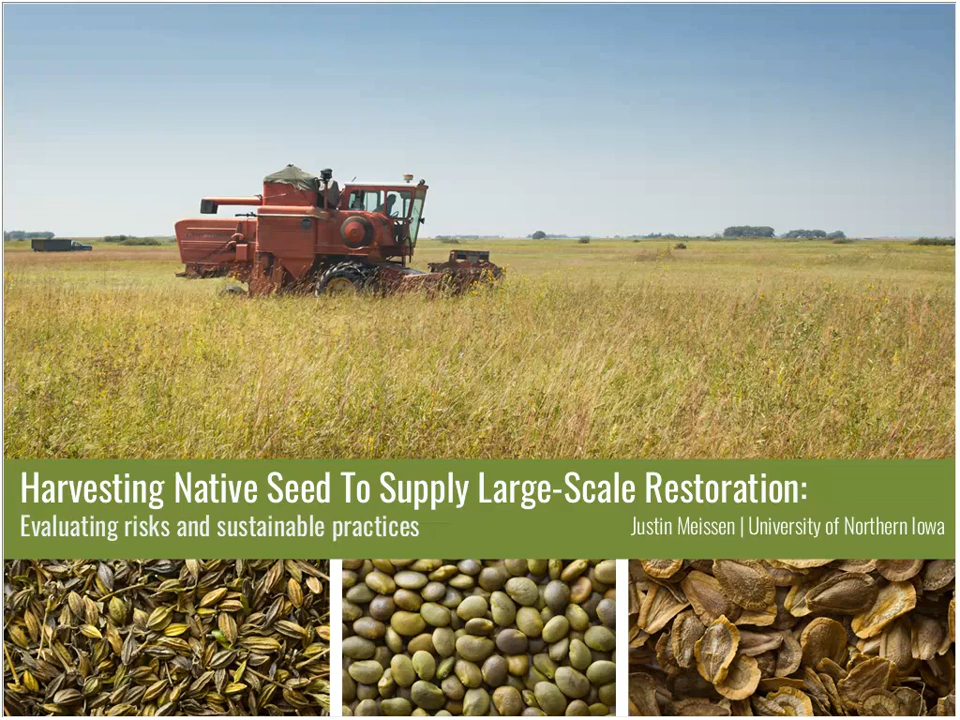 Harvesting Native Seed To Supply Large-Scale Restoration:
Evaluating risks and sustainable practices
Justin Meissen | University of Northern Iowa